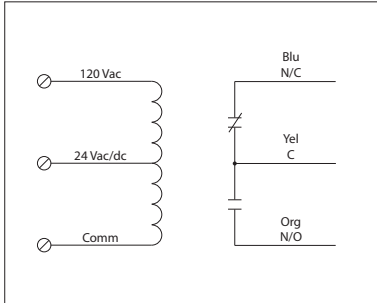 120 Vac
24 Vac/dc
Comm
Blu
N/C
Yel
C
Org
N/O